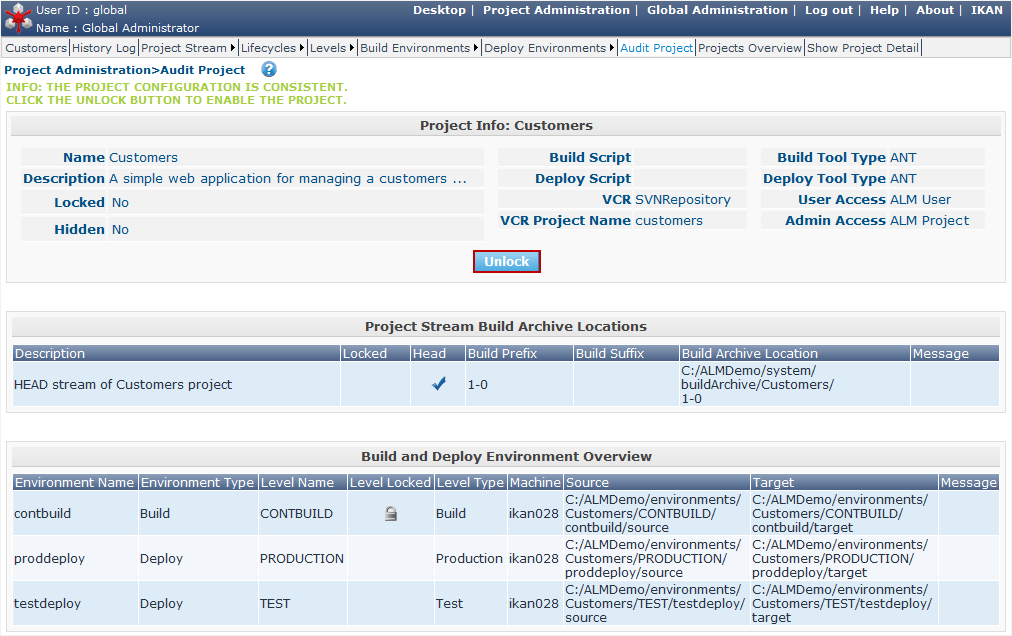 User ID : global
Name : Global Administrator
Desktop | Project Administration | Global Administration | Log out | Help | About | IKAN
Customers History Log Project Stream Lifecycles Levels Build Environments Deploy Environments Audit Project Projects Overview Show Project Detail
Project Administration>Audit Project ?
INFO: THE PROJECT CONFIGURATION IS CONSISTENT.
CLICK THE UNLOCK BUTTON TO ENABLE THE PROJECT.
Project Info: Customers
Name Customers Build Script Build Tool Type ANT
Description A simple web application for managing a customers ... Deploy Script Deploy Tool Type ANT
Locked No VCR SVNRepository User Access ALM User
Hidden No VCR Project Name customers Admin Access ALM Project
Unlock
Project Stream Build Archive Locations
Description Locked Head Build Prefix Build Suffix Build Archive Location Message
HEAD stream of Customers project 1-0 C:/ALMDemo/system/
buildArchive/Customers/
1-0
Build and Deploy Environment Overview
Environment Name Environment Type Level Name Level Locked Level Type Machine Source Target Message
contbuild Build CONTBUILD Build ikan028 C:/ALMDemo/environments/ C:/ALMDemo/environments/
Customers/CONTBUILD/ Customers/CONTBUILD/
contbuild/source contbuild/target
proddeploy Deploy PRODUCTION Production ikan028 C:/ALMDemo/environments/ C:/ALMDemo/environments/
Customers/PRODUCTION/ Customers/PRODUCTION/
proddeploy/source proddeploy/target
testdeploy Deploy TEST Test ikan028 C:/ALMDemo/environments/ C:/ALMDemo/environments/
Customers/TEST/testdeploy/ Customers/TEST/testdeploy/
source target